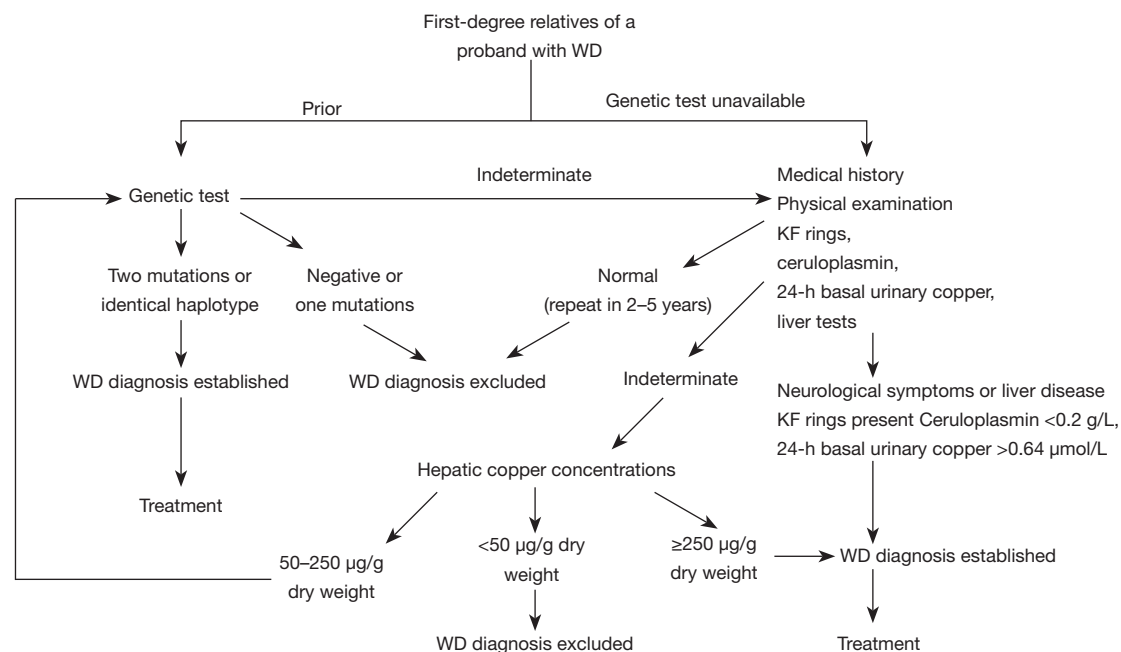 First-degree relatives of a
proband with WD
Prior
Genetic test unavailable
Genetic test
Indeterminate
Medical history
Physical examination
KF rings,
ceruloplasmin,
24-h basal urinary copper,
liver tests
Two mutations or
identical haplotype
Negative or
one mutations
Normal
(repeat in 2–5 years)
WD diagnosis established
WD diagnosis excluded
Indeterminate
Neurological symptoms or liver disease
KF rings present Ceruloplasmin <0.2 g/L,
24-h basal urinary copper >0.64 μmol/L
Treatment
Hepatic copper concentrations
50–250 μg/g
dry weight
<50 μg/g dry
weight
≥250 μg/g
dry weight
WD diagnosis established
WD diagnosis excluded
Treatment